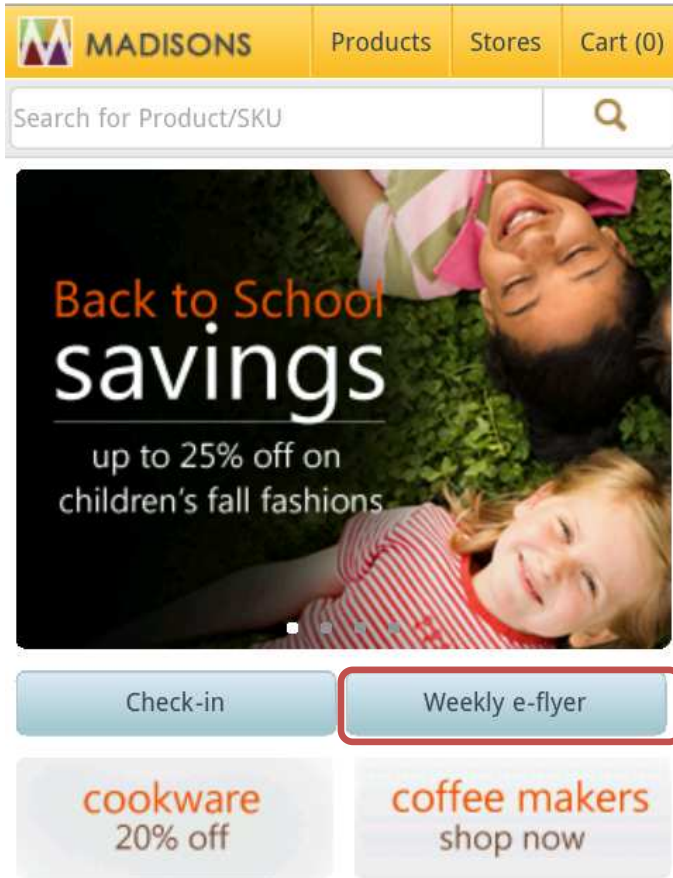 MADISONS Products Stores Cart (0)
Search for Product/SKU
Back to School
savings
up to 25% off on
children's fall fashions
Check-in Weekly e-flyer
cookware coffee makers
20% off shop now